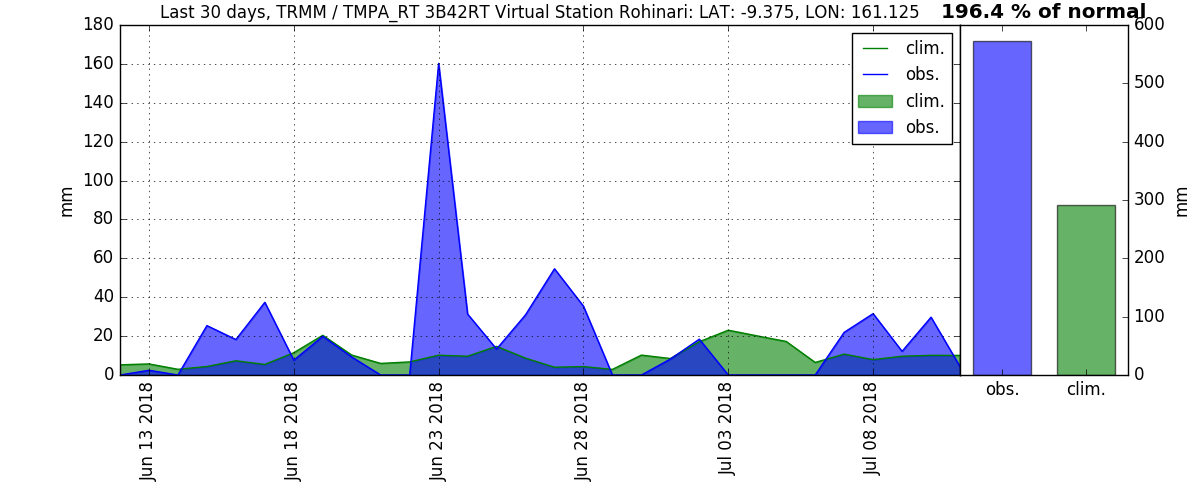 Last 30 days, TRMM / TMPA_RT 3B42RT Virtual Station Rohinari: LAT: -9.375, LON: 161.125
196.4 % of normal
mm
180
160
140
120
100
80
60
40
20
0
clim.
obs.
clim.
obs.
Jun 13 2018
Jun 18 2018
Jun 23 2018
Jun 28 2018
Jul 03 2018
Jul 08 2018
600
500
400
300
200
100
0
mm
obs.
clim.